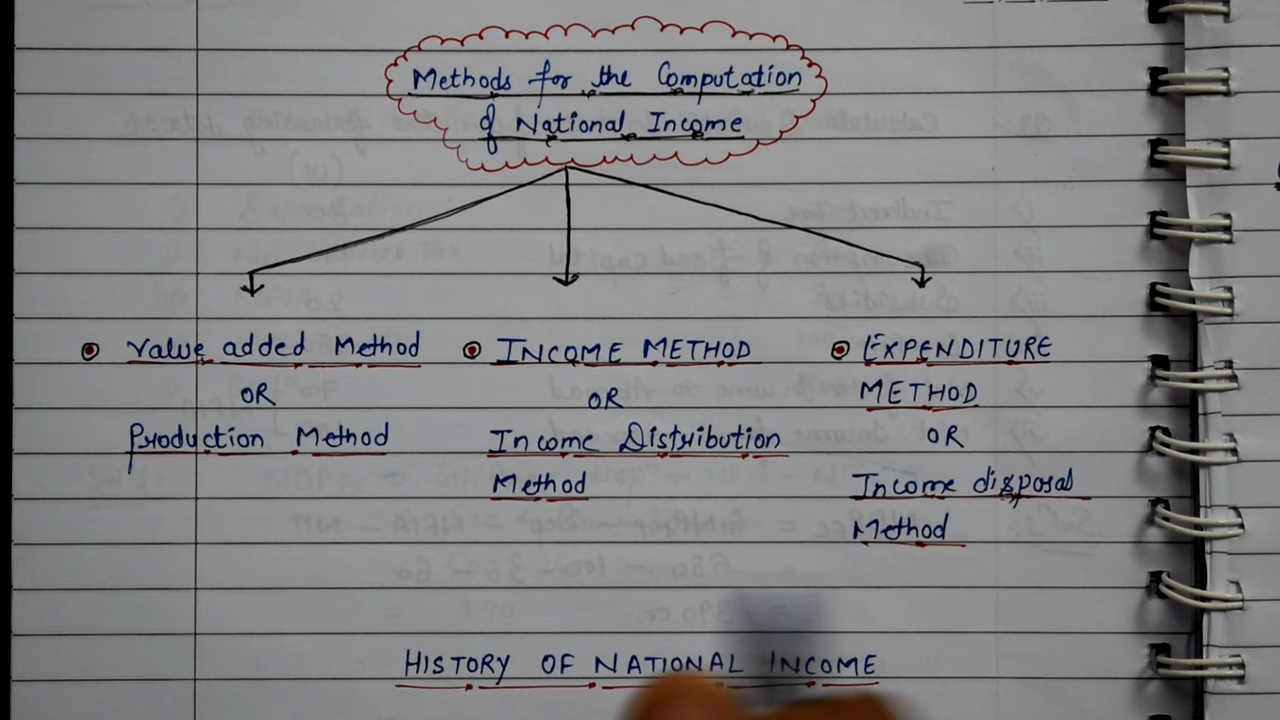 Methods for the Computation
of National Income
Value added Method
OR
Production Method
INCOME METHOD
OR
Income Distribution
Method
EXPENDITURE
METHOD
OR
Income disposal
Method
HISTORY OF NATIONAL INCOME